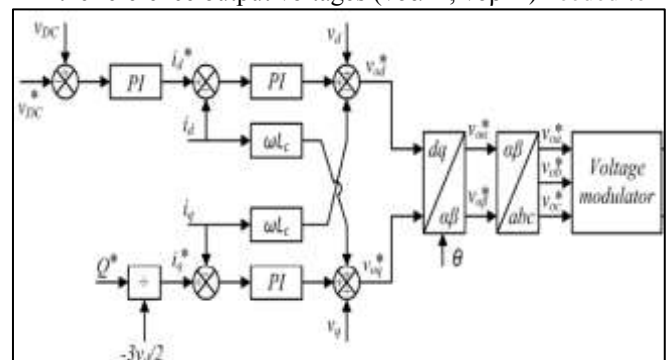 v_DC
v_DC*
PI
i_d*
PI
v_d
v_od*
i_d
ωL_c
i_q
ωL_c
Q*
÷
i_q*
PI
v_oq*
v_q
-3v_d/2
dq
αβ
θ
v_oα*
v_oβ*
αβ
abc
v_oa*
v_ob*
v_oc*
Voltage
modulator